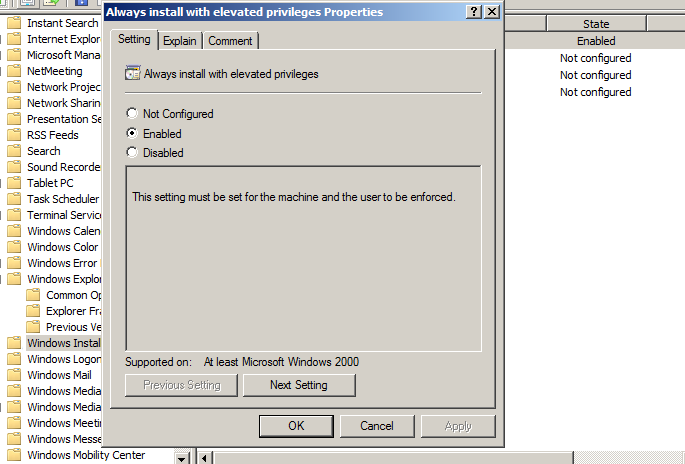 Always install with elevated privileges Properties
Setting
Explain
Comment
Always install with elevated privileges
Not Configured
Enabled
Disabled
This setting must be set for the machine and the user to be enforced.
Supported on: At least Microsoft Windows 2000
Previous Setting
Next Setting
OK
Cancel
Apply
Instant Search
Internet Explorer
Microsoft Mana
NetMeeting
Network Projec
Network Sharin
Presentation Se
RSS Feeds
Search
Sound Recorde
Tablet PC
Task Scheduler
Terminal Service
Windows Calen
Windows Color
Windows Error
Windows Explo
Common Op
Explorer Fra
Previous Ve
Windows Install
Windows Logon
Windows Mail
Windows Media
Windows Media
Windows Meeti
Windows Messe
Windows Mobility Center
State
Enabled
Not configured
Not configured
Not configured